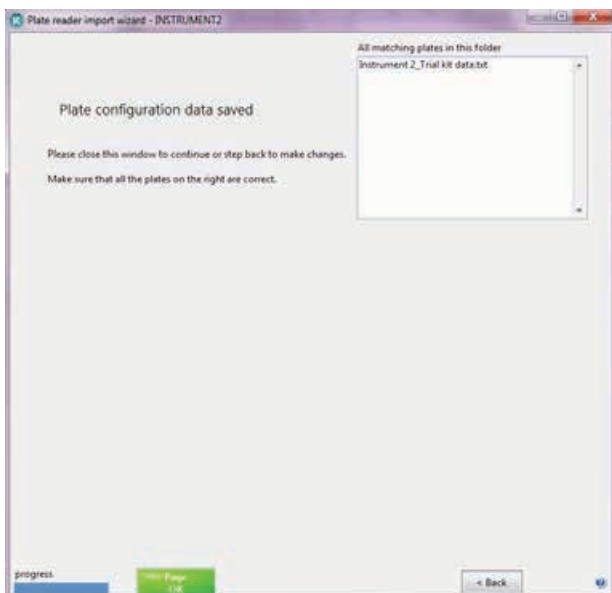 Plate reader import wizard - INSTRUMENT2
All matching plates in this folder
Instrument 2_Trial kit data.txt
Plate configuration data saved
Please close this window to continue or step back to make changes.
Make sure that all the plates on the right are correct.
progress
Page
OK
< Back